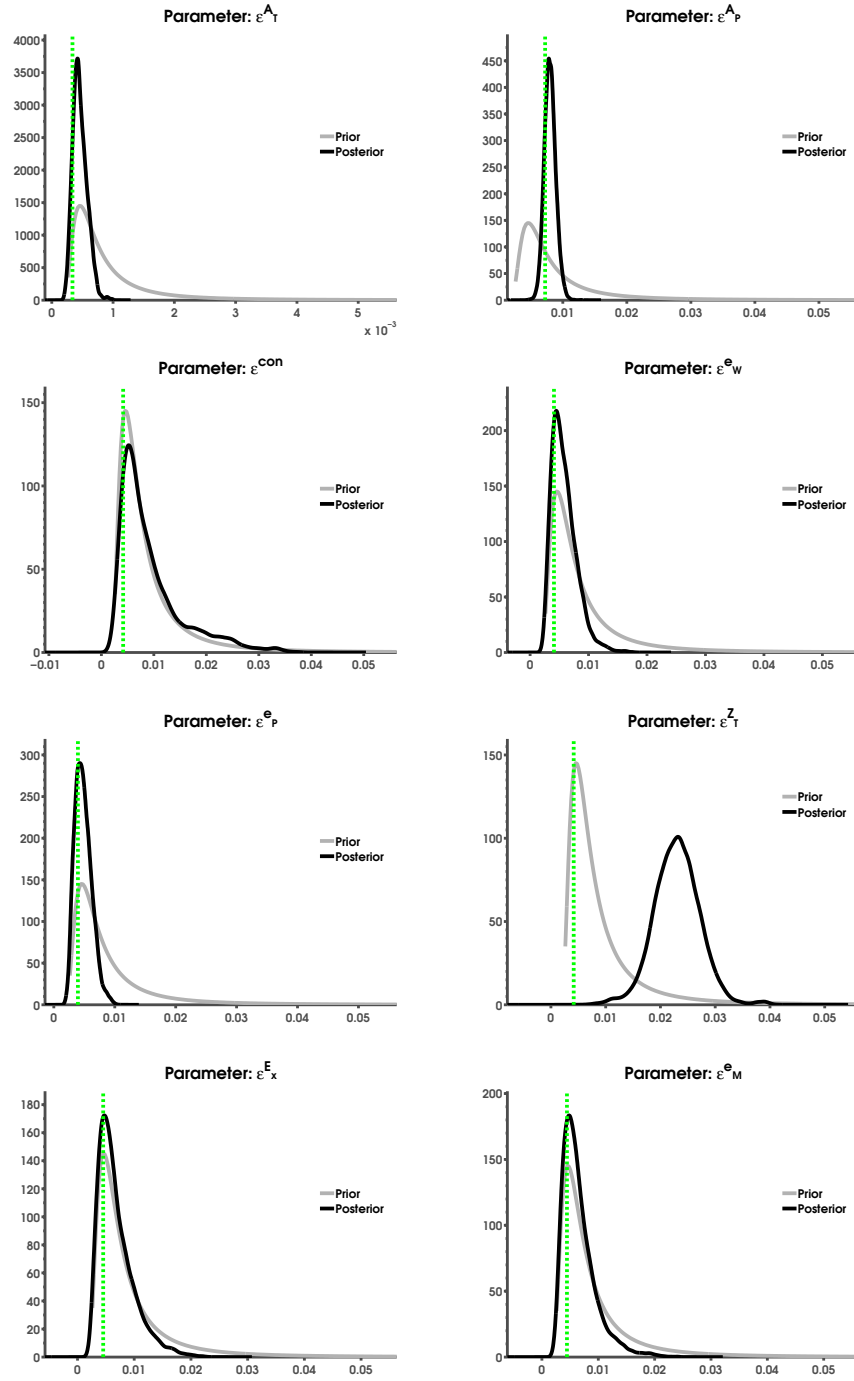 Parameter: ε^A_T
4000
3500
3000
2500
2000
1500
1000
500
0
Prior
Posterior
0 1 2 3 4 5
x 10^-3
Parameter: ε^A_P
450
400
350
300
250
200
150
100
50
0
Prior
Posterior
0.01 0.02 0.03 0.04 0.05
Parameter: ε^con
150
100
50
0
Prior
Posterior
−0.01 0 0.01 0.02 0.03 0.04 0.05
Parameter: ε^e_W
200
150
100
50
0
Prior
Posterior
0 0.01 0.02 0.03 0.04 0.05
Parameter: ε^e_P
300
250
200
150
100
50
0
Prior
Posterior
0 0.01 0.02 0.03 0.04 0.05
Parameter: ε^Z_T
150
100
50
0
Prior
Posterior
0 0.01 0.02 0.03 0.04 0.05
Parameter: ε^E_x
180
160
140
120
100
80
60
40
20
0
Prior
Posterior
0 0.01 0.02 0.03 0.04 0.05
Parameter: ε^e_M
200
150
100
50
0
Prior
Posterior
0 0.01 0.02 0.03 0.04 0.05